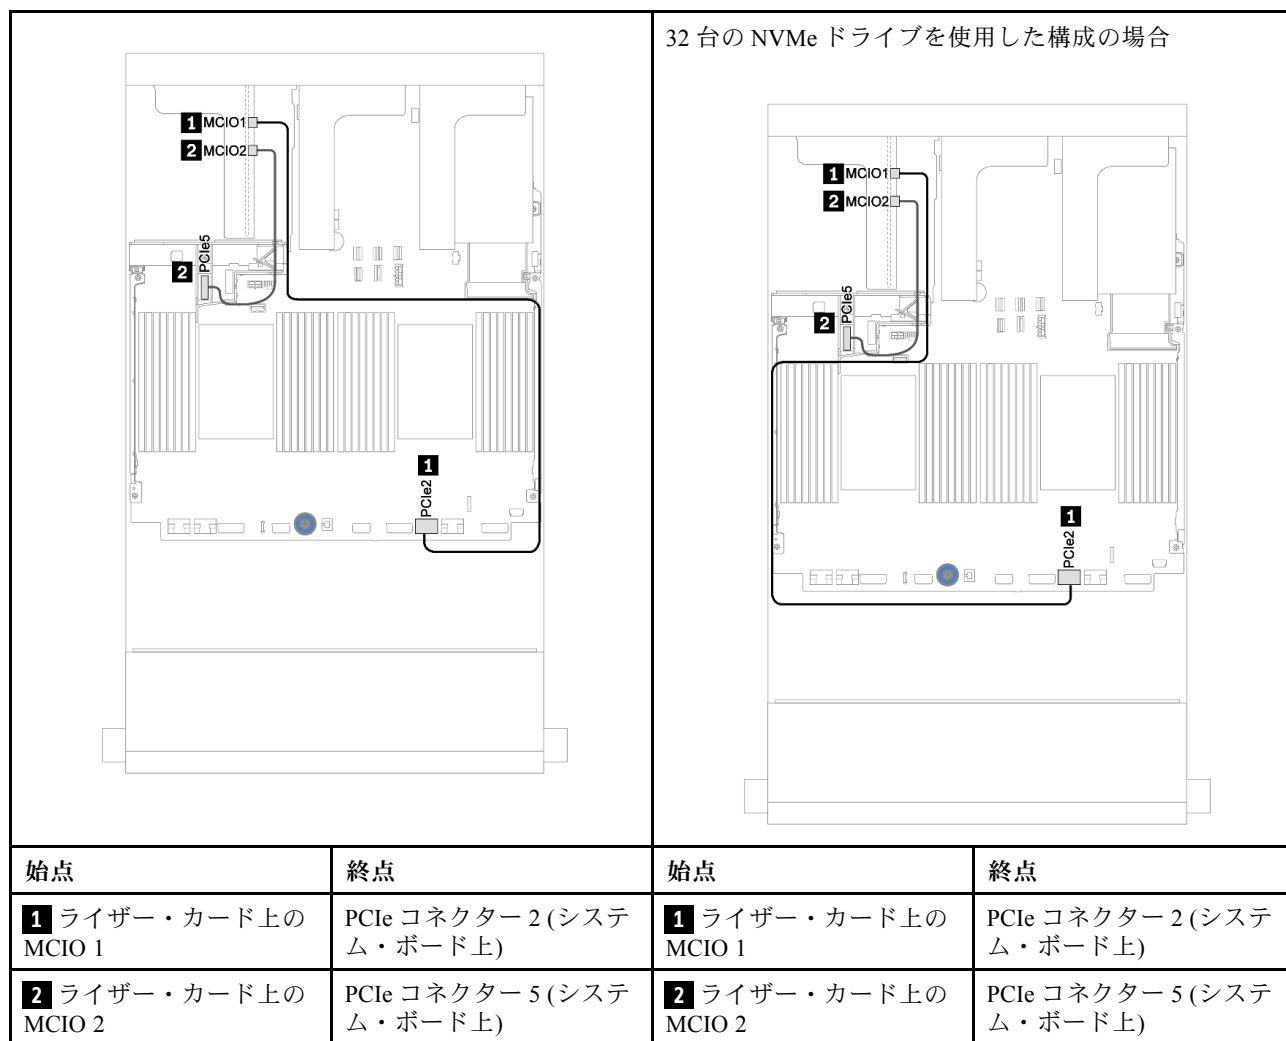 1 MCIO1
2 MCIO2
2 PCIe5
1
PCIe2
32 台の NVMe ドライブを使用した構成の場合
1 MCIO1
2 MCIO2
2 PCIe5
1
PCIe2
始点 終点 始点 終点
1 ライザー・カード上の MCIO 1
PCIe コネクター 2 (システム・ボード上)
1 ライザー・カード上の MCIO 1
PCIe コネクター 2 (システム・ボード上)
2 ライザー・カード上の MCIO 2
PCIe コネクター 5 (システム・ボード上)
2 ライザー・カード上の MCIO 2
PCIe コネクター 5 (システム・ボード上)